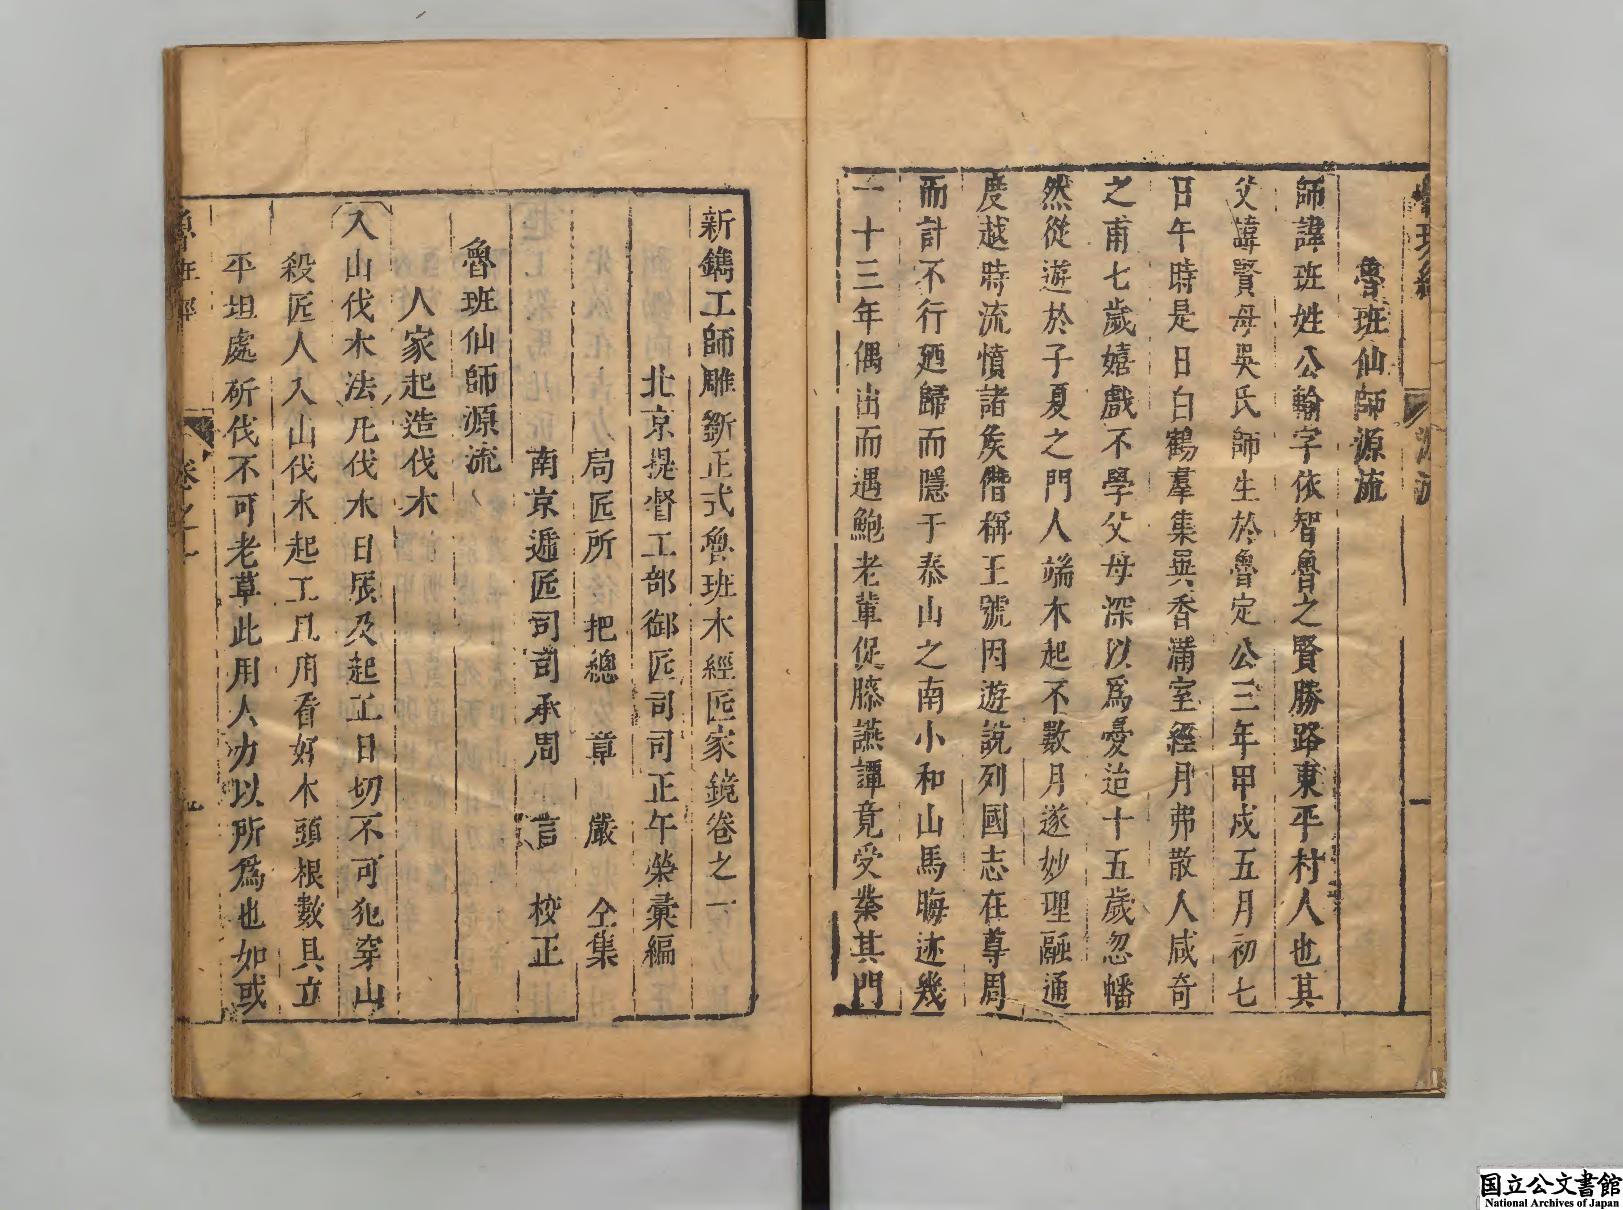 魯班仙師源流
師諱班姓公輸字依智魯之賢勝路東平村人也其
父諱賢母吳氏師生於魯定公三年甲戌五月初七
日午時是日白鶴羣集異香滿室經月弗散人咸奇
之甫七歲嬉戲不學父母深以爲憂迨十五歲忽幡
然從遊於子夏之門人端木起不數月遂妙理融通
度越時流憤諸矦僭稱王號因遊說列國志在尊周
而計不行廼歸而隱于泰山之南小和山馬晦迹幾
一十三年偶出而遇鮑老輩促膝讌譚竟受業其門
新鐫工師雕斲正式魯班木經匠家鏡卷之一
北京提督工部御匠司司正午榮彙編
局匠所 把總 章 嚴 仝集
南京遞匠司司承周 言 校正
魯班仙師源流
人家起造伐木
入山伐木法凡伐木日辰及起工日切不可犯穿山
殺匠人入山伐木起工且用看好木頭根數具立
平坦處斫伐不可老草此用人力以所爲也如或
魯班經
卷之一
源流
国立公文書館
National Archives of Japan